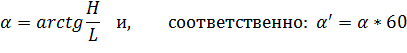 α = arctg H/L и, соответственно: α′ = α * 60